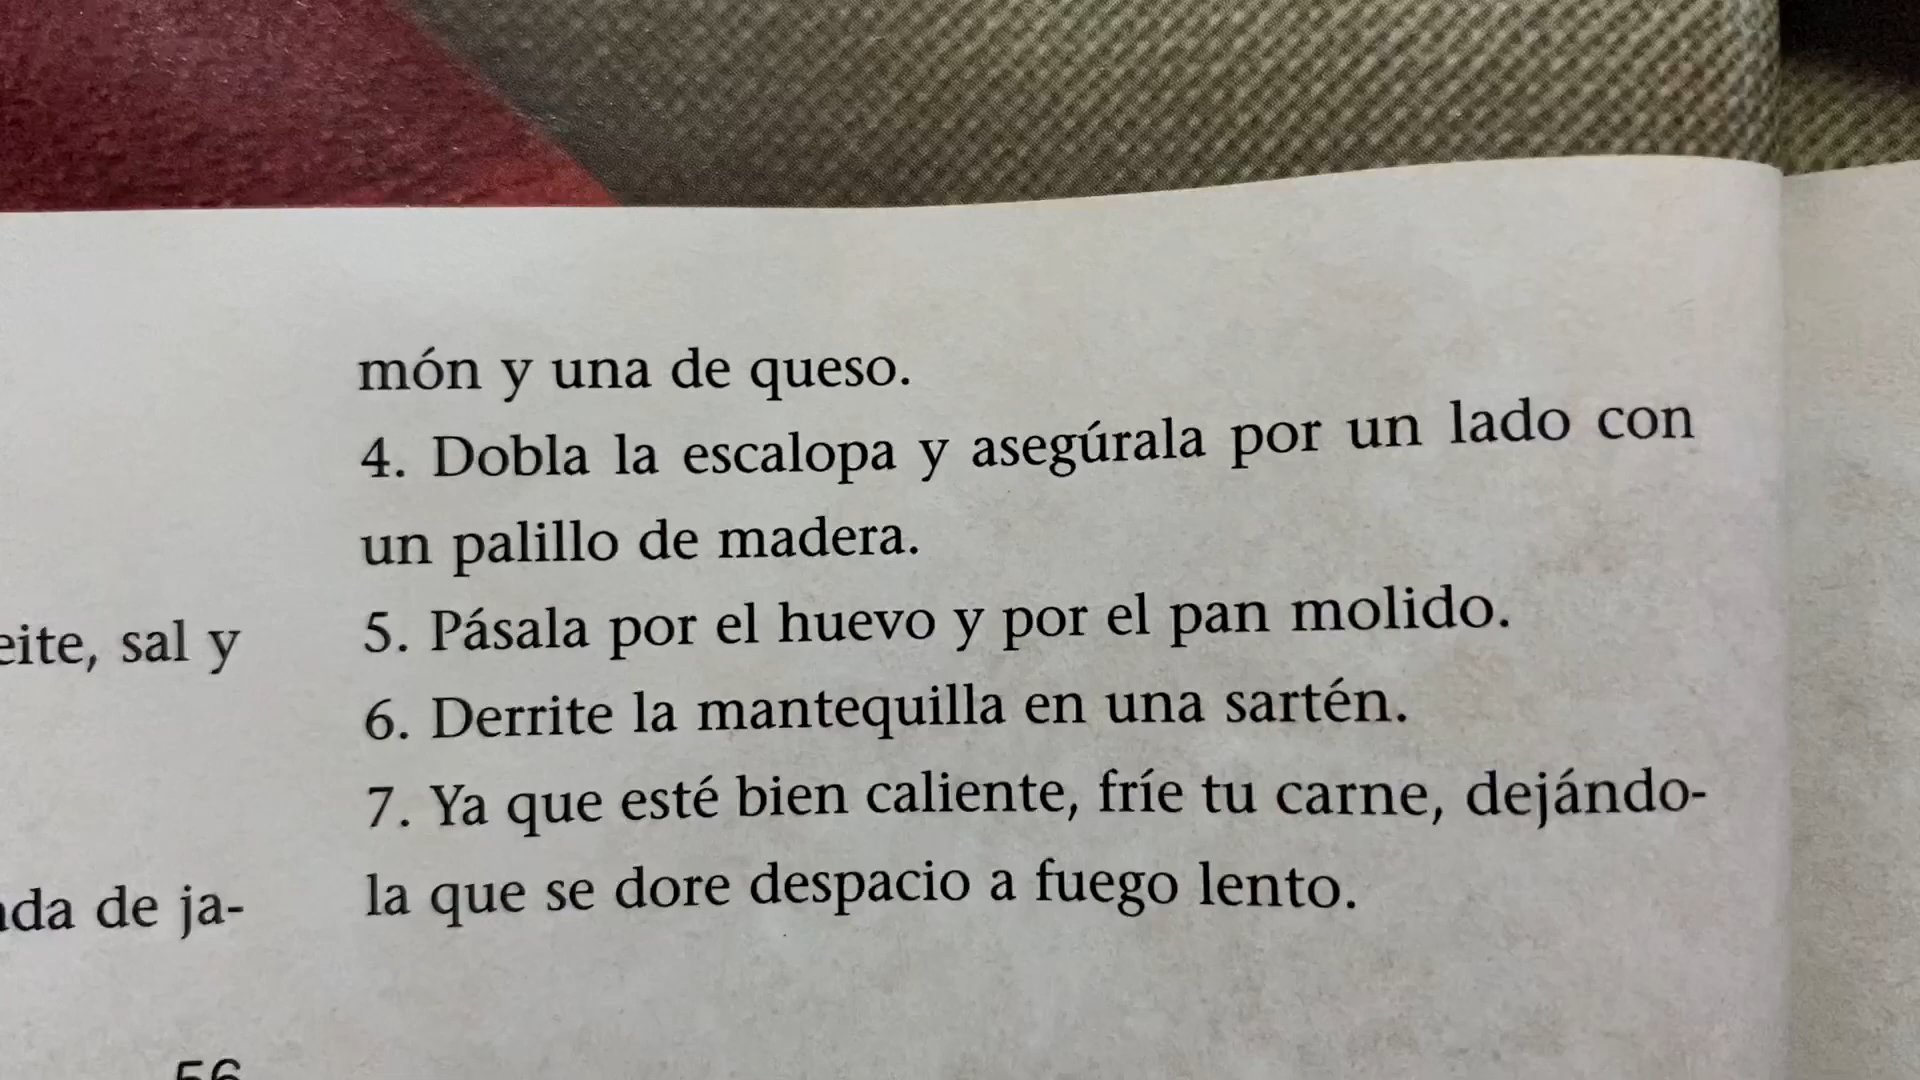 sal y
de ja-
món y una de queso.
4. Dobla la escalopa y asegúrala por un lado con
un palillo de madera.
5. Pásala por el huevo y por el pan molido.
6. Derrite la mantequilla en una sartén.
7. Ya que esté bien caliente, fríe tu carne, dejándo-
la que se dore despacio a fuego lento.
56